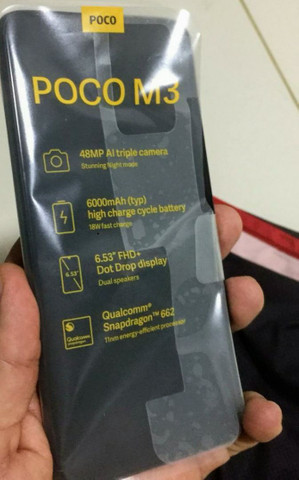 POCO
POCO M3
48MP AI triple camera
Stunning Night mode
6000mAh (typ)
high charge cycle battery
18W fast charge
6.53"
6.53" FHD+
Dot Drop display
Dual speakers
Qualcomm
snapdragon
Qualcomm®
Snapdragon™ 662
11nm energy-efficient processor